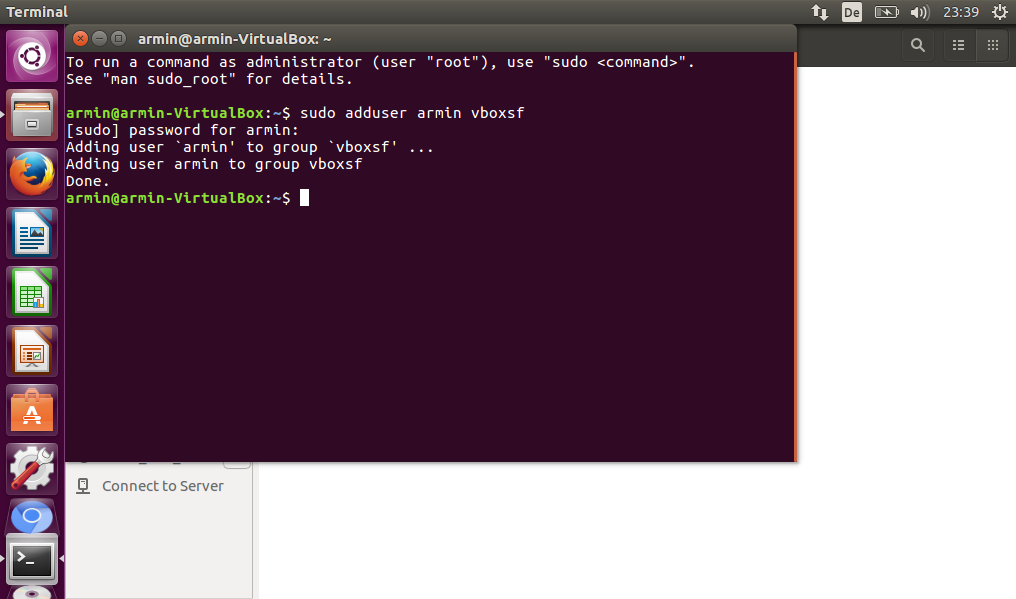 Terminal
De
23:39
armin@armin-VirtualBox: ~
To run a command as administrator (user "root"), use "sudo <command>".
See "man sudo_root" for details.
armin@armin-VirtualBox:~$ sudo adduser armin vboxsf
[sudo] password for armin:
Adding user `armin' to group `vboxsf' ...
Adding user armin to group vboxsf
Done.
armin@armin-VirtualBox:~$
Connect to Server